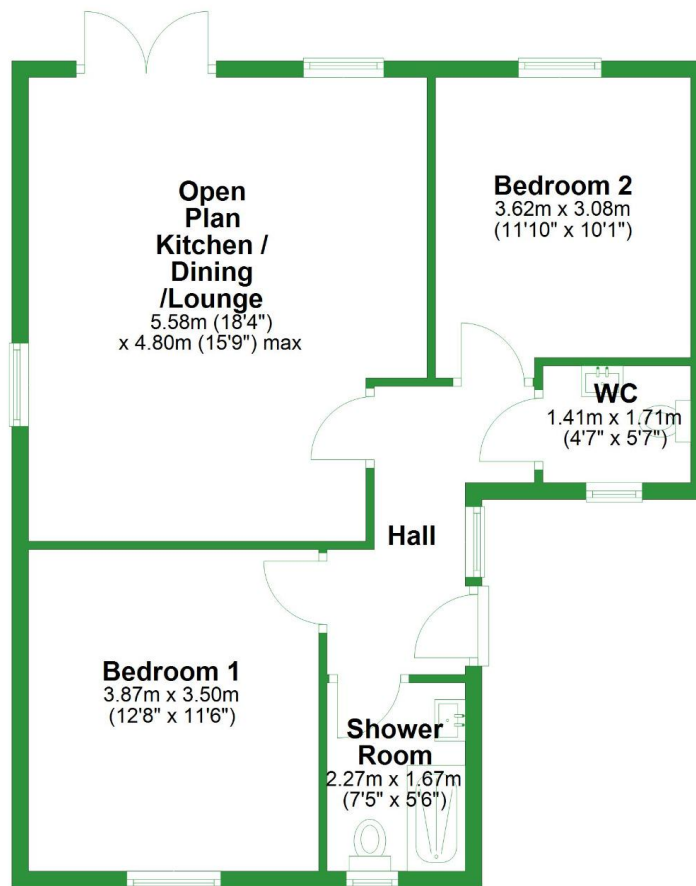 Open
Plan
Kitchen /
Dining
/Lounge
5.58m (18'4")
x 4.80m (15'9") max
Bedroom 2
3.62m x 3.08m
(11'10" x 10'1")
WC
1.41m x 1.71m
(4'7" x 5'7")
Hall
Bedroom 1
3.87m x 3.50m
(12'8" x 11'6")
Shower
Room
2.27m x 1.67m
(7'5" x 5'6")